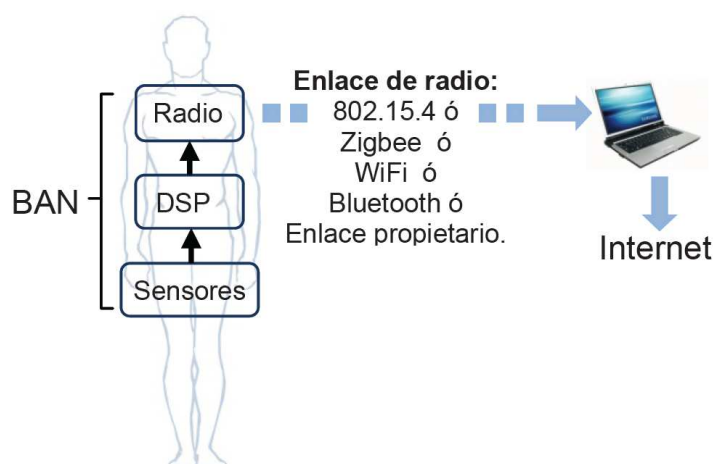 BAN
Radio
DSP
Sensores
Enlace de radio:
802.15.4 ó
Zigbee ó
WiFi ó
Bluetooth ó
Enlace propietario.
Internet